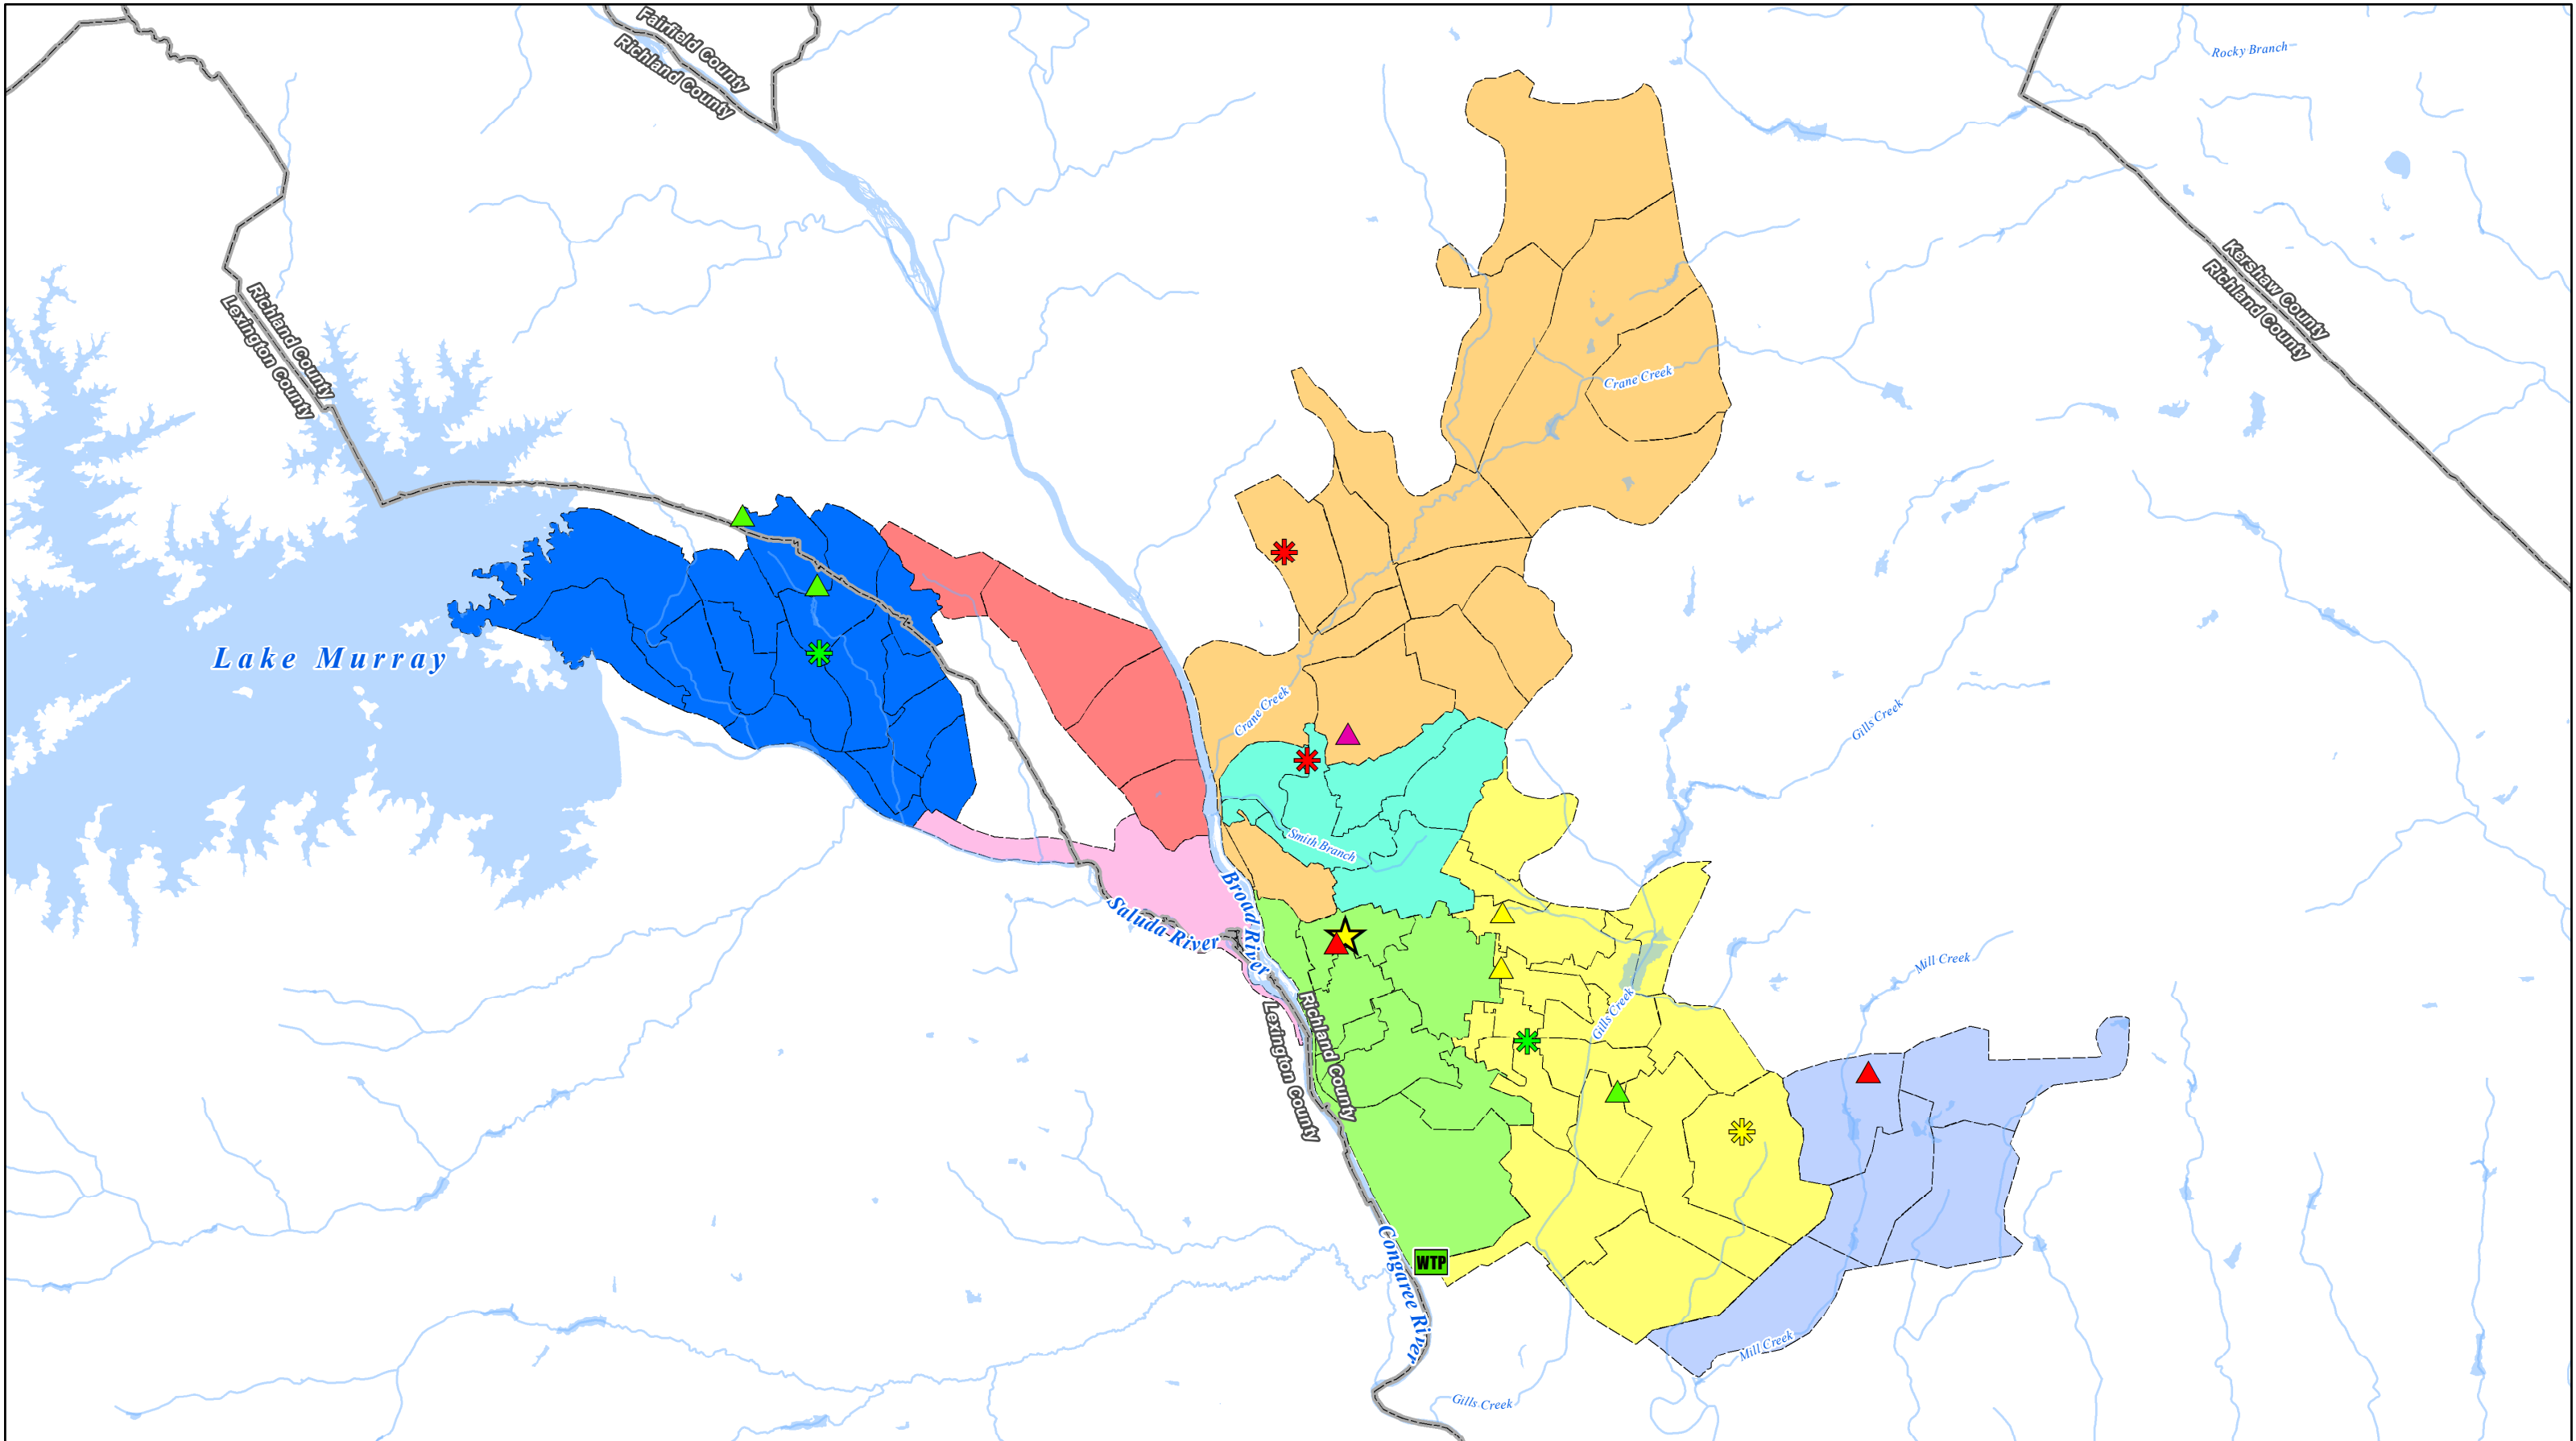 Fairfield County
Richland County
Rocky Branch
Kershaw County
Richland County
Richland County
Lexington County
Crane Creek
Lake Murray
Crane Creek
Gills Creek
Smith Branch
Broad River
Saluda River
Mill Creek
Gills Creek
Richland County
Lexington County
WTP
Congaree River
Mill Creek
Gills Creek